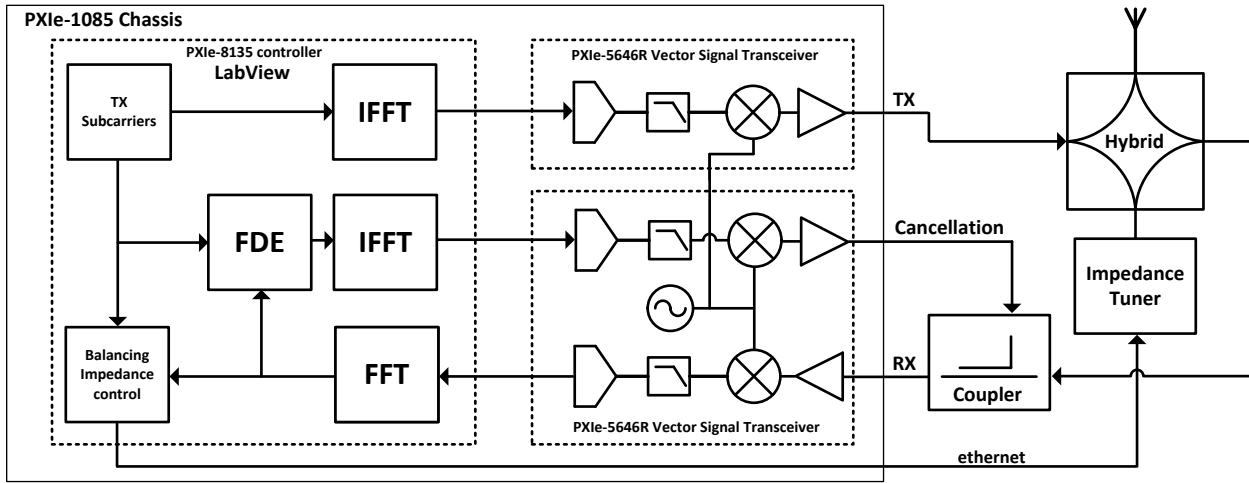 PXIe-1085 Chassis
PXIe-8135 controller
LabView
PXIe-5646R Vector Signal Transceiver
TX
Subcarriers
IFFT
TX
Hybrid
FDE
IFFT
Cancellation
Impedance
Tuner
Balancing
Impedance
control
FFT
RX
Coupler
PXIe-5646R Vector Signal Transceiver
ethernet